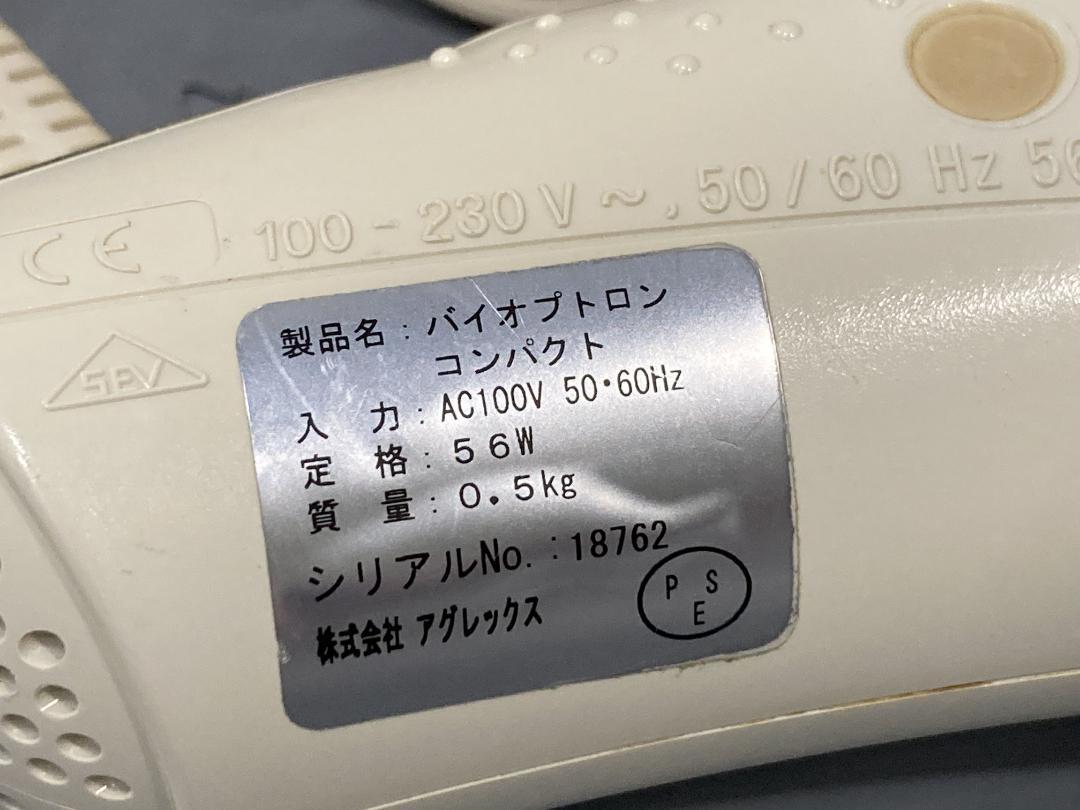 CE
100 - 230 V ~, 50/60 Hz 56
SEV
製品名：バイオプトロン
コンパクト
入　力：AC100V 50・60Hz
定　格：56W
質　量：0.5kg
シリアルNo.：18762
株式会社 アグレックス
PSE